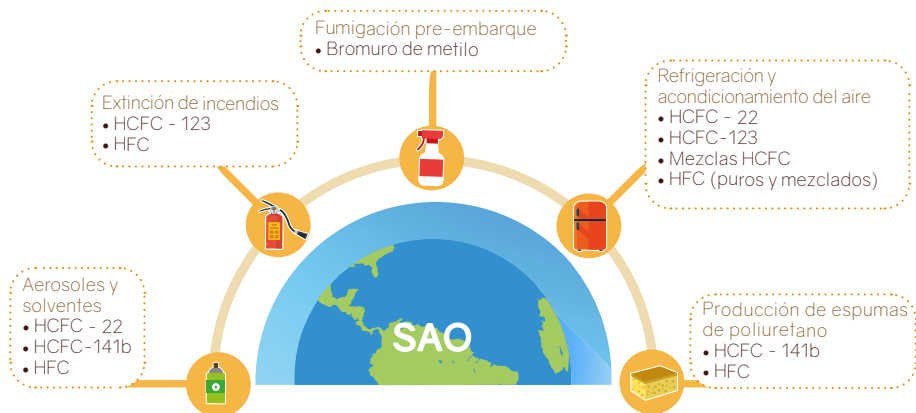 Fumigación pre-embarque
• Bromuro de metilo
Extinción de incendios
• HCFC - 123
• HFC
Refrigeración y
acondicionamiento del aire
• HCFC - 22
• HCFC-123
• Mezclas HCFC
• HFC (puros y mezclados)
Aerosoles y
solventes
• HCFC - 22
• HCFC-141b
• HFC
SAO
Producción de espumas
de poliuretano
• HCFC - 141b
• HFC